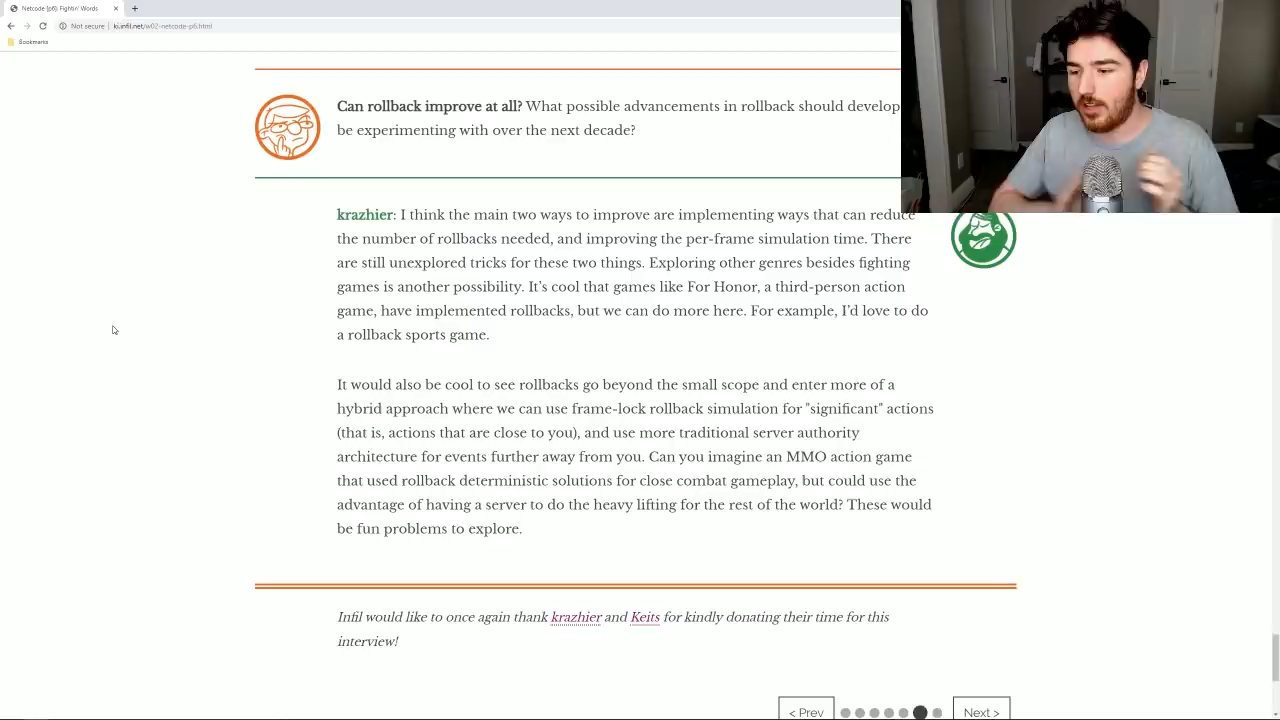 Netcode [p6]: Fightin' Words
Not secure
ki.infil.net/w02-netcode-p6.html
Bookmarks
Can rollback improve at all? What possible advancements in rollback should develop
be experimenting with over the next decade?
krazhier: I think the main two ways to improve are implementing ways that can reduce
the number of rollbacks needed, and improving the per-frame simulation time. There
are still unexplored tricks for these two things. Exploring other genres besides fighting
games is another possibility. It's cool that games like For Honor, a third-person action
game, have implemented rollbacks, but we can do more here. For example, I'd love to do
a rollback sports game.
It would also be cool to see rollbacks go beyond the small scope and enter more of a
hybrid approach where we can use frame-lock rollback simulation for "significant" actions
(that is, actions that are close to you), and use more traditional server authority
architecture for events further away from you. Can you imagine an MMO action game
that used rollback deterministic solutions for close combat gameplay, but could use the
advantage of having a server to do the heavy lifting for the rest of the world? These would
be fun problems to explore.
Infil would like to once again thank krazhier and Keits for kindly donating their time for this
interview!
< Prev
Next >